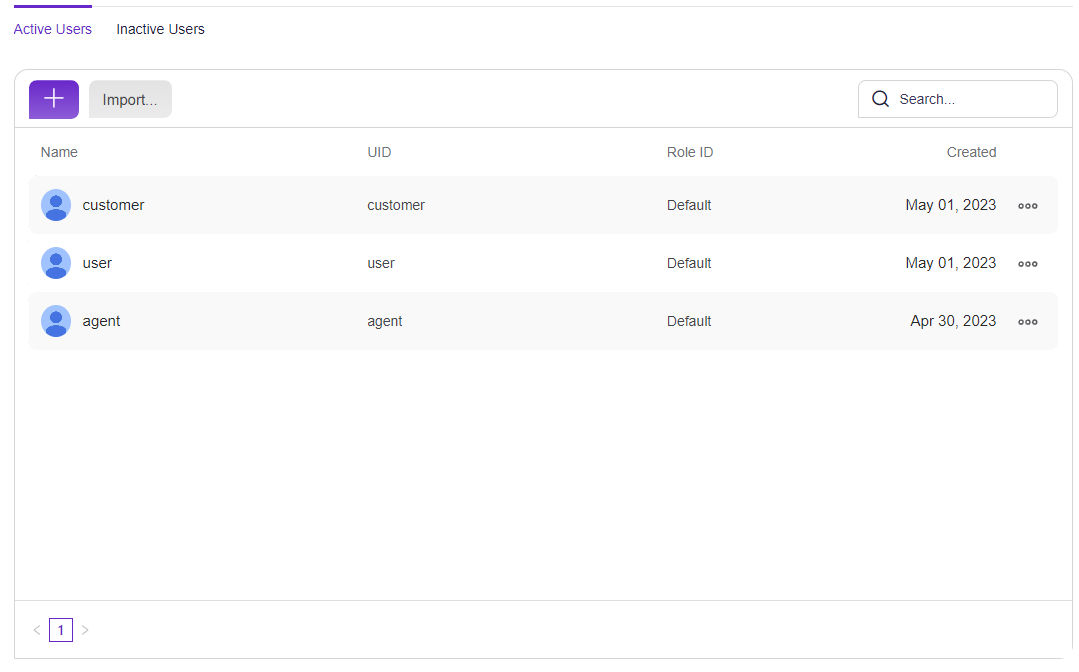 Active Users Inactive Users
Import... Search...
Name UID Role ID Created
customer customer Default May 01, 2023
user user Default May 01, 2023
agent agent Default Apr 30, 2023
< 1 >